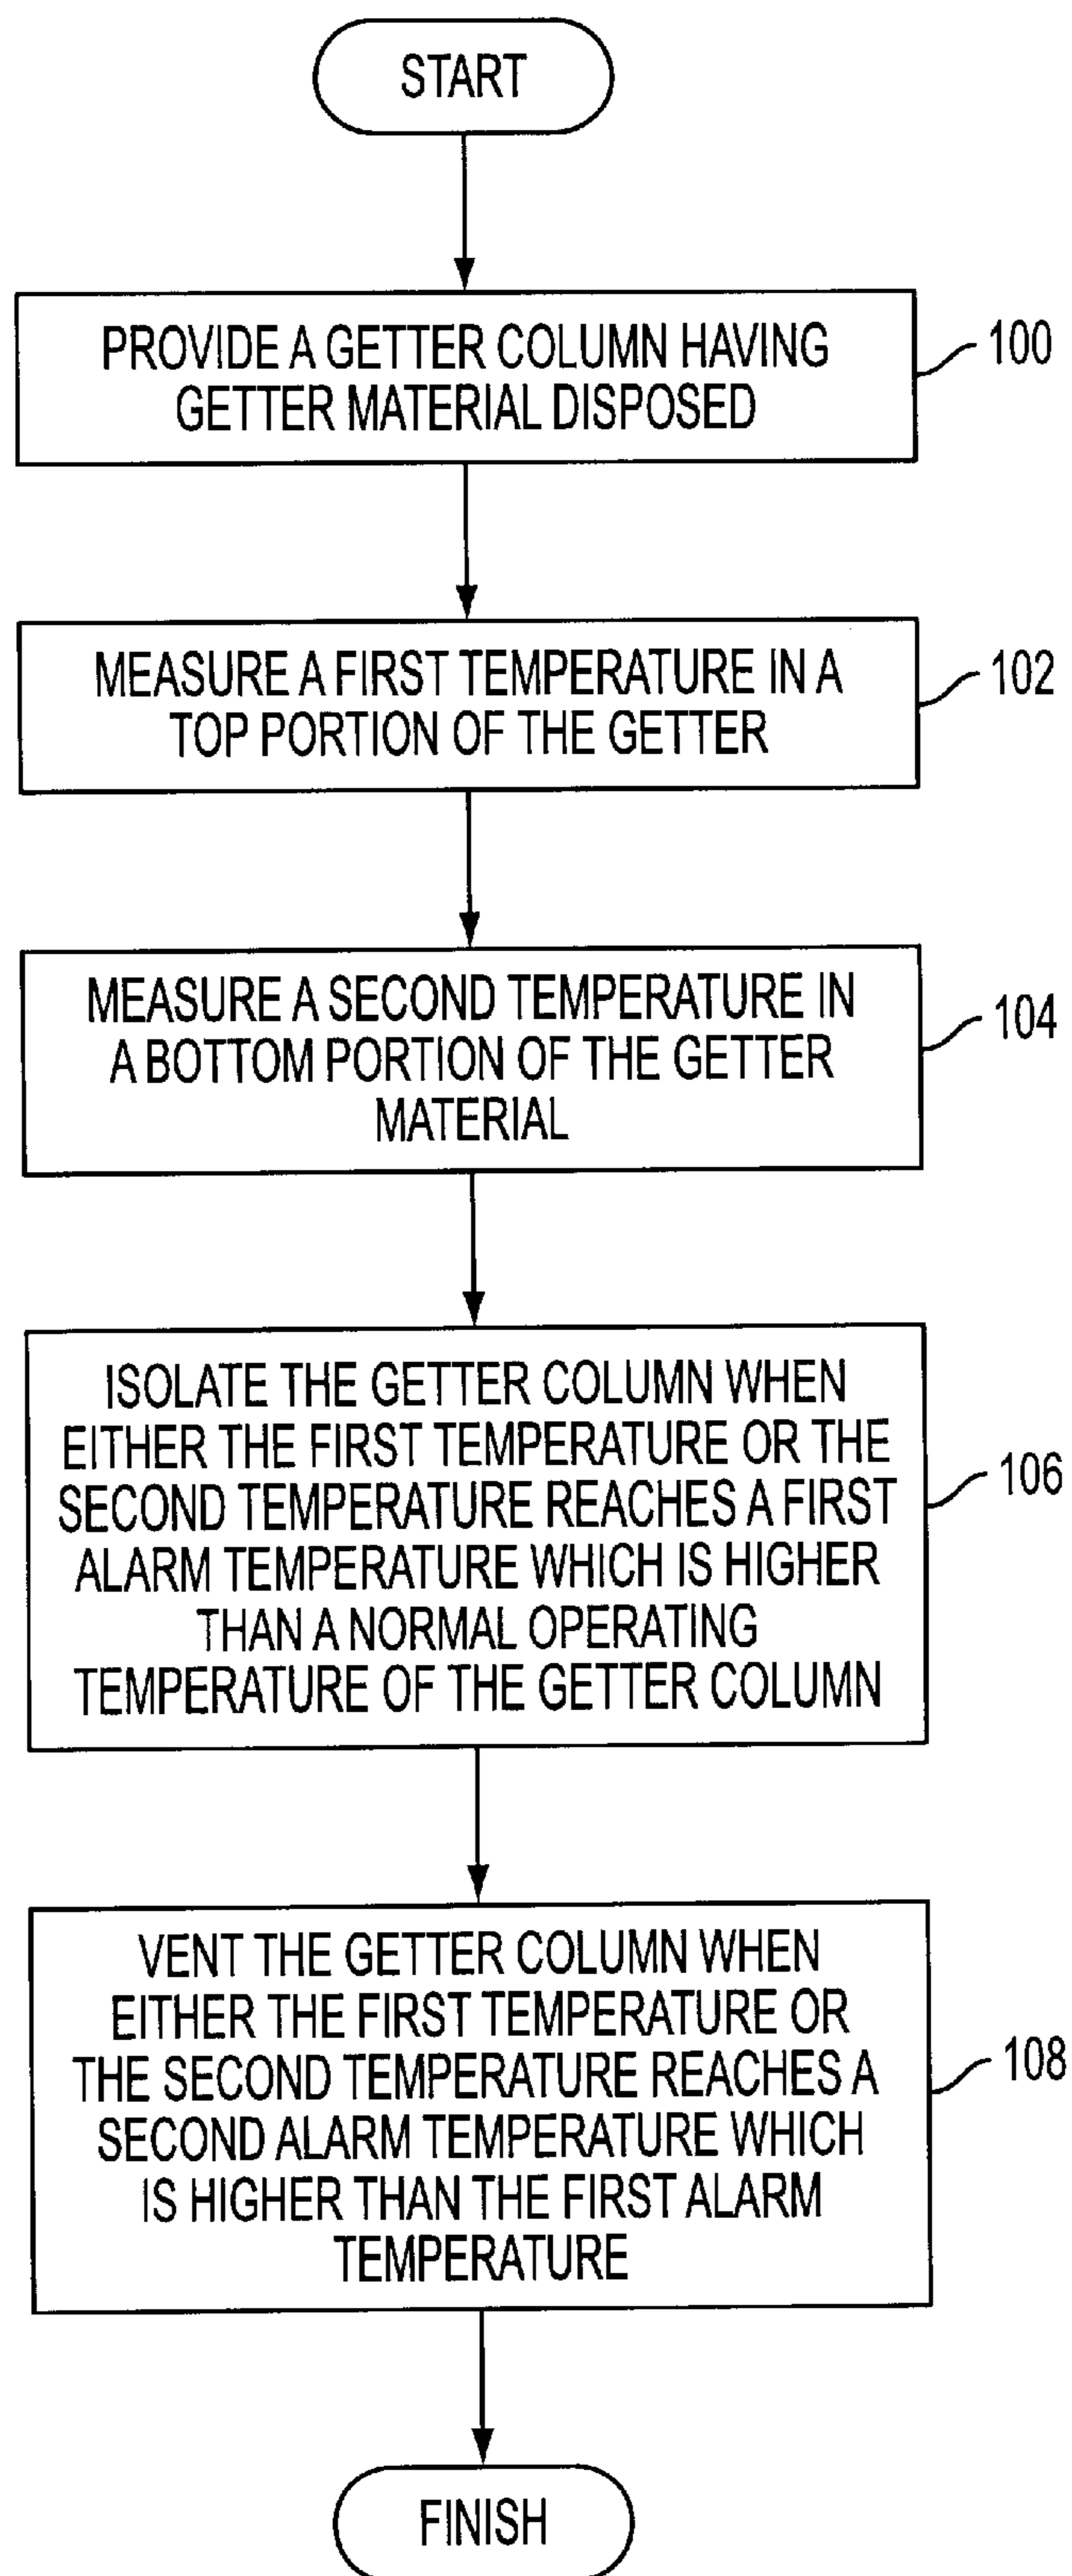 START
PROVIDE A GETTER COLUMN HAVING
GETTER MATERIAL DISPOSED
100
MEASURE A FIRST TEMPERATURE IN A
TOP PORTION OF THE GETTER
102
MEASURE A SECOND TEMPERATURE IN
A BOTTOM PORTION OF THE GETTER
MATERIAL
104
ISOLATE THE GETTER COLUMN WHEN
EITHER THE FIRST TEMPERATURE OR THE
SECOND TEMPERATURE REACHES A FIRST
ALARM TEMPERATURE WHICH IS HIGHER
THAN A NORMAL OPERATING
TEMPERATURE OF THE GETTER COLUMN
106
VENT THE GETTER COLUMN WHEN
EITHER THE FIRST TEMPERATURE OR
THE SECOND TEMPERATURE REACHES A
SECOND ALARM TEMPERATURE WHICH
IS HIGHER THAN THE FIRST ALARM
TEMPERATURE
108
FINISH